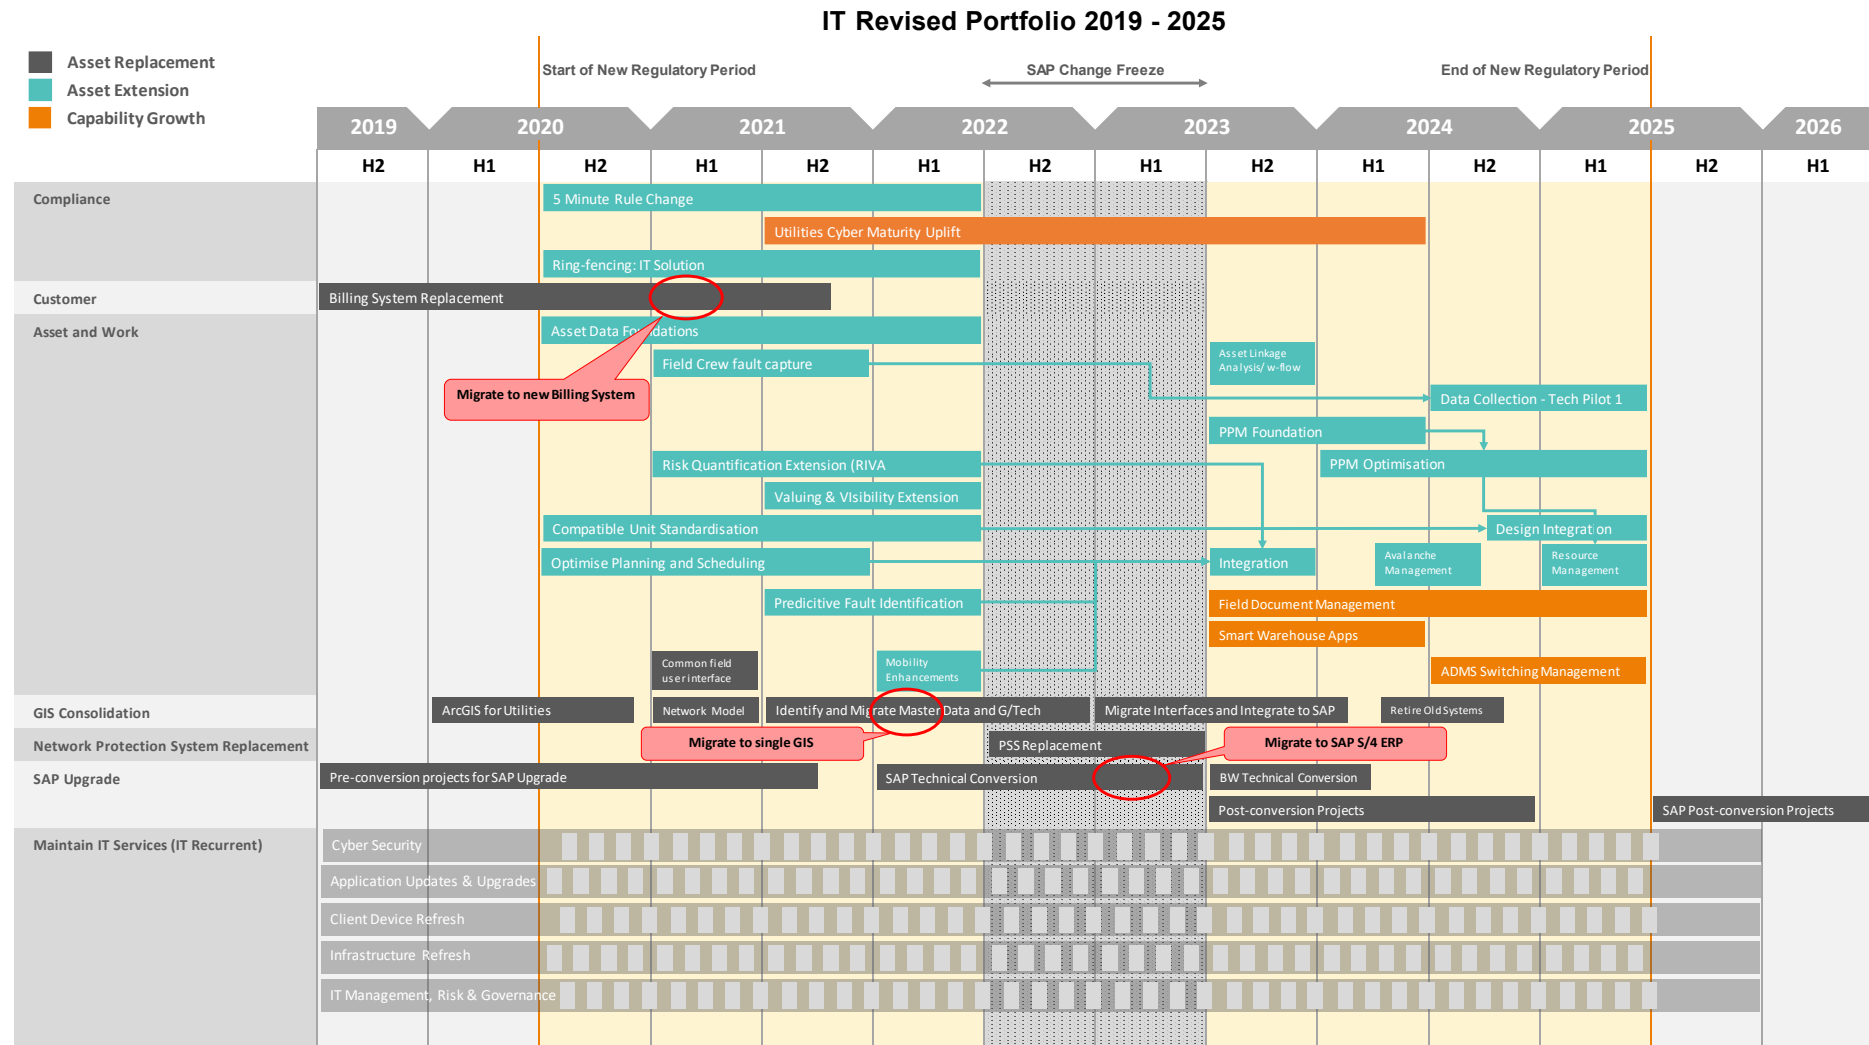 IT Revised Portfolio 2019 - 2025
Asset Replacement
Asset Extension
Capability Growth
Start of New Regulatory Period
SAP Change Freeze
End of New Regulatory Period
2019
2020
2021
2022
2023
2024
2025
2026
H2
H1
H2
H1
H2
H1
H2
H1
H2
H1
H2
H1
H2
H1
Compliance
5 Minute Rule Change
Utilities Cyber Maturity Uplift
Ring-fencing: IT Solution
Customer
Billing System Replacement
Asset and Work
Asset Data Foundations
Field Crew fault capture
Asset Linkage
Analysis/ w-flow
Migrate to new Billing System
Data Collection - Tech Pilot 1
PPM Foundation
Risk Quantification Extension (RIVA
PPM Optimisation
Valuing & VIsibility Extension
Compatible Unit Standardisation
Design Integration
Optimise Planning and Scheduling
Integration
Avalanche
Management
Resource
Management
Predicitive Fault Identification
Field Document Management
Smart Warehouse Apps
Common field
user interface
Mobility
Enhancements
ADMS Switching Management
GIS Consolidation
ArcGIS for Utilities
Network Model
Identify and Migrate Master Data and G/Tech
Migrate Interfaces and Integrate to SAP
Retire Old Systems
Network Protection System Replacement
Migrate to single GIS
PSS Replacement
Migrate to SAP S/4 ERP
SAP Upgrade
Pre-conversion projects for SAP Upgrade
SAP Technical Conversion
BW Technical Conversion
Post-conversion Projects
SAP Post-conversion Projects
Maintain IT Services (IT Recurrent)
Cyber Security
Application Updates & Upgrades
Client Device Refresh
Infrastructure Refresh
IT Management, Risk & Governance